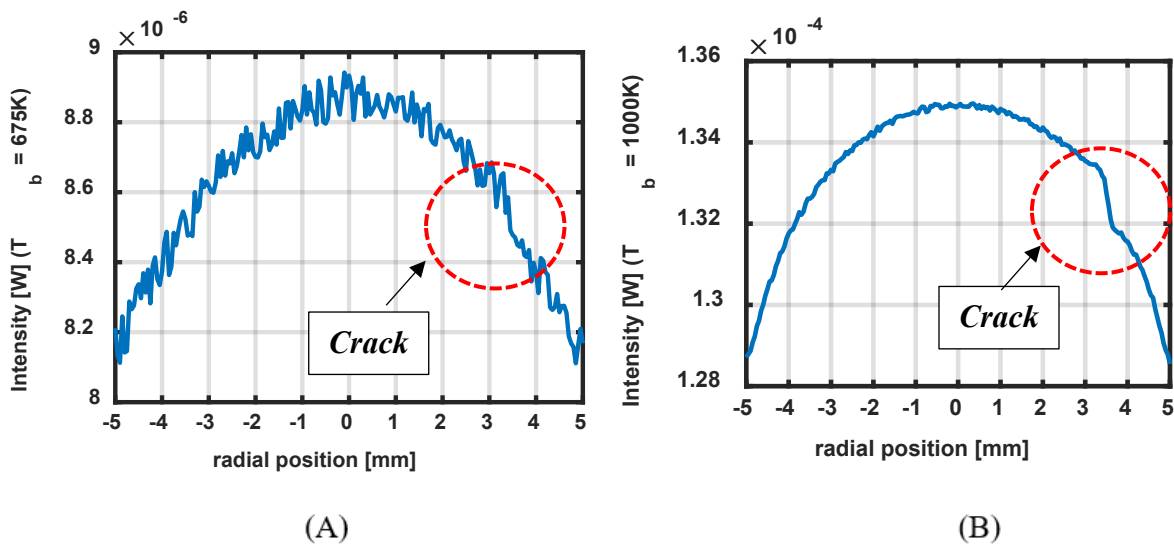 × 10 -6
9
8.6
8.4
8.2
8
Intensity [W] (T b = 675K)
-5 -4 -3 -2 -1 0 1 2 3 4 5
radial position [mm]
Crack
(A)
× 10 -4
1.36
1.34
1.32
1.3
1.28
Intensity [W] (T b = 1000K)
-5 -4 -3 -2 -1 0 1 2 3 4 5
radial position [mm]
Crack
(B)